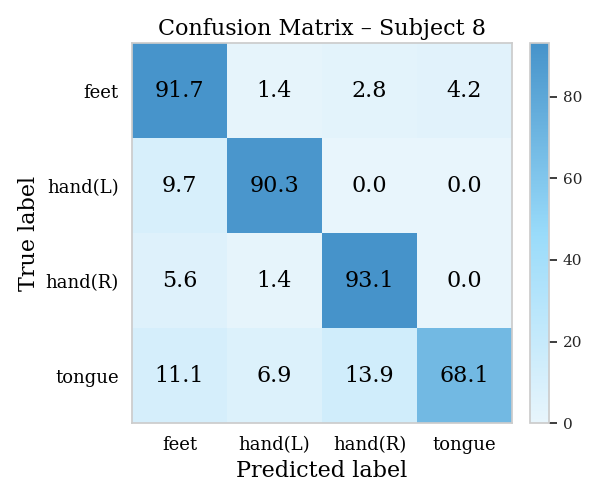 Confusion Matrix – Subject 8
True label
feet 91.7 1.4 2.8 4.2
hand(L) 9.7 90.3 0.0 0.0
hand(R) 5.6 1.4 93.1 0.0
tongue 11.1 6.9 13.9 68.1
feet hand(L) hand(R) tongue
Predicted label
80
60
40
20
0